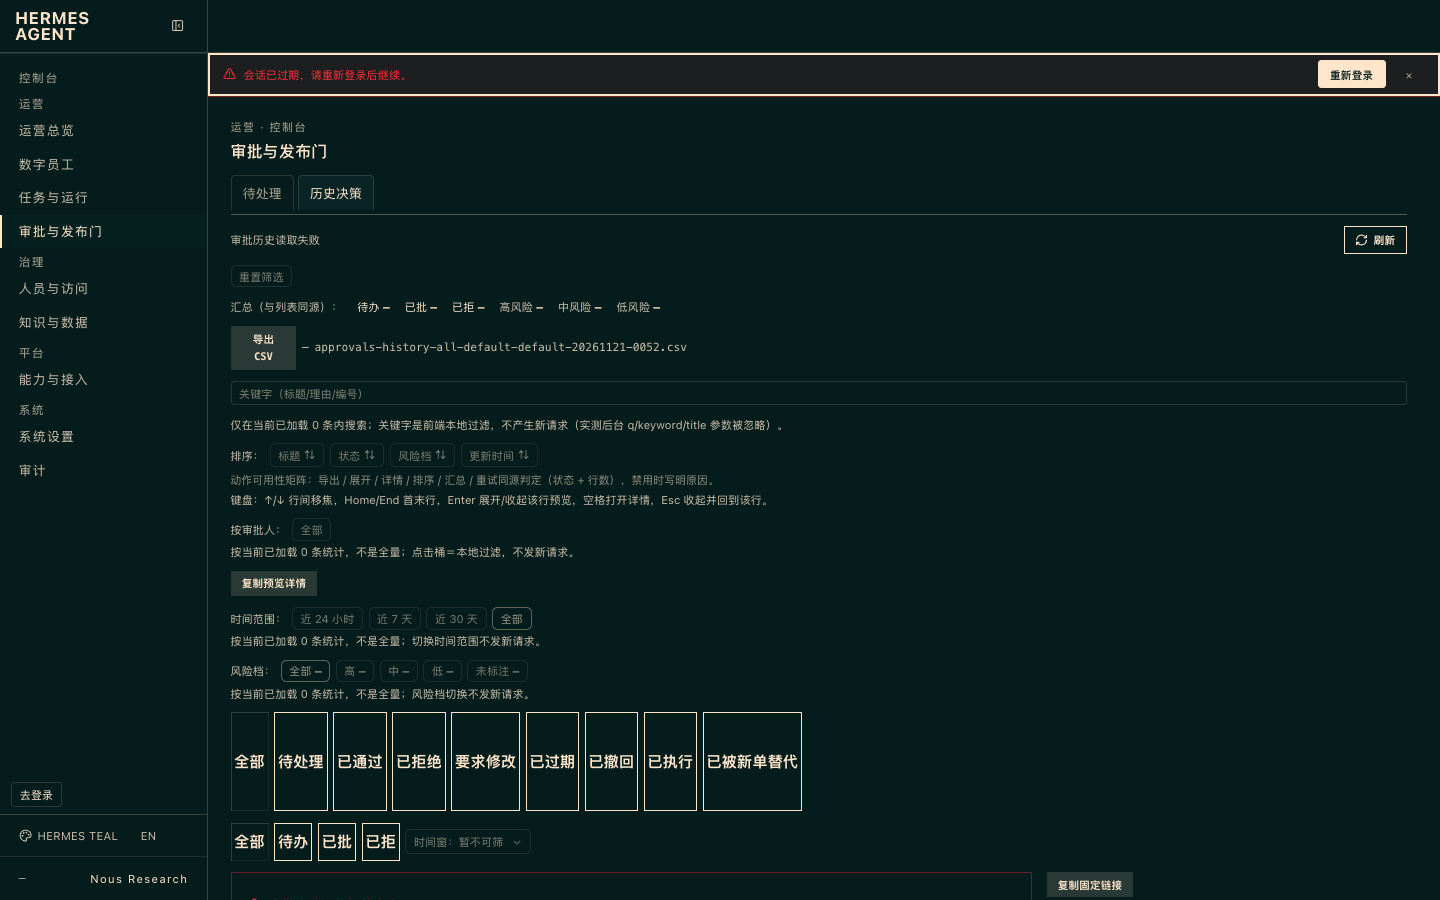 HERMES
AGENT
控制台
运营
运营总览
数字员工
任务与运行
审批与发布门
治理
人员与访问
知识与数据
平台
能力与接入
系统
系统设置
审计
去登录
HERMES TEAL EN
– Nous Research
会话已过期，请重新登录后继续。 重新登录 ×
运营 · 控制台
审批与发布门
待处理 历史决策
审批历史读取失败 刷新
重置筛选
汇总（与列表同源）： 待办 – 已批 – 已拒 – 高风险 – 中风险 – 低风险 –
导出
CSV
— approvals-history-all-default-default-20261121-0052.csv
关键字（标题/理由/编号）
仅在当前已加载 0 条内搜索；关键字是前端本地过滤，不产生新请求（实测后台 q/keyword/title 参数被忽略）。
排序： 标题 ↑↓ 状态 ↑↓ 风险档 ↑↓ 更新时间 ↑↓
动作可用性矩阵：导出 / 展开 / 详情 / 排序 / 汇总 / 重试同源判定（状态 + 行数），禁用时写明原因。
键盘：↑/↓ 行间移焦，Home/End 首末行，Enter 展开/收起该行预览，空格打开详情，Esc 收起并回到该行。
按审批人： 全部
按当前已加载 0 条统计，不是全量；点击桶＝本地过滤，不发新请求。
复制预览详情
时间范围： 近 24 小时 近 7 天 近 30 天 全部
按当前已加载 0 条统计，不是全量；切换时间范围不发新请求。
风险档： 全部 – 高 – 中 – 低 – 未标注 –
按当前已加载 0 条统计，不是全量；风险档切换不发新请求。
全部 待处理 已通过 已拒绝 要求修改 已过期 已撤回 已执行 已被新单替代
全部 待办 已批 已拒 时间窗：暂不可筛
复制固定链接